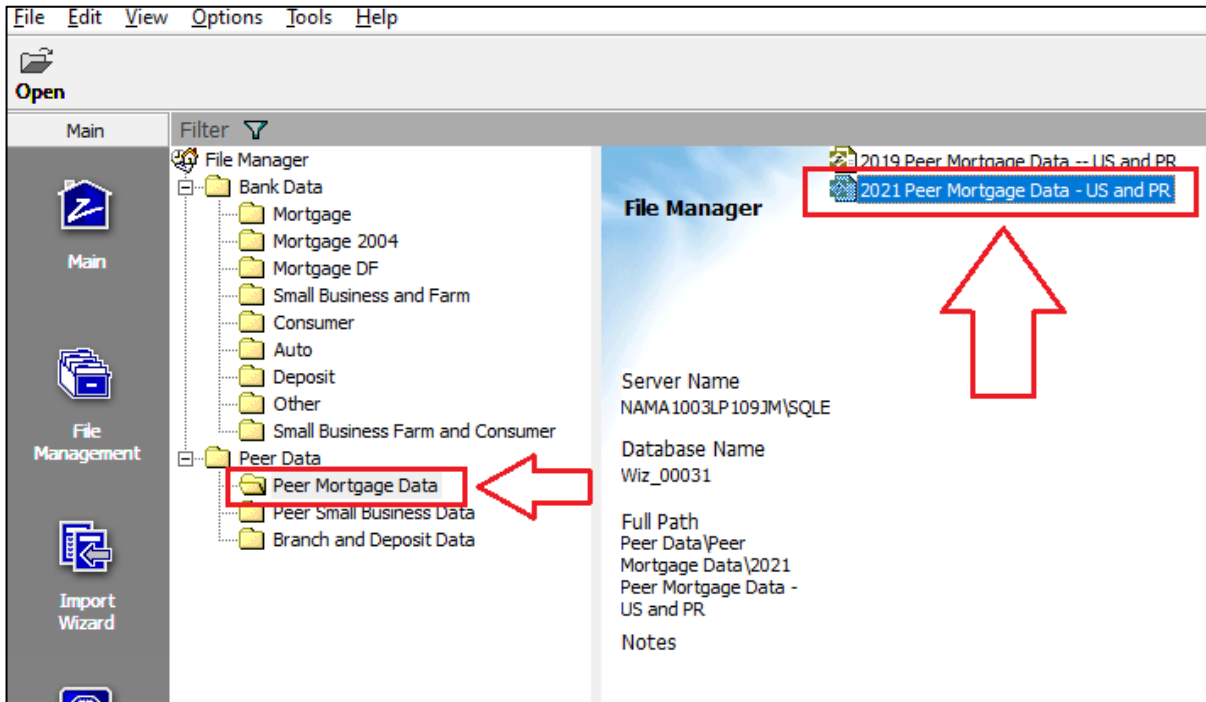 File Edit View Options Tools Help
Open
Main
Filter
Main
File
Management
Import
Wizard
File Manager
Bank Data
Mortgage
Mortgage 2004
Mortgage DF
Small Business and Farm
Consumer
Auto
Deposit
Other
Small Business Farm and Consumer
Peer Data
Peer Mortgage Data
Peer Small Business Data
Branch and Deposit Data
File Manager
2019 Peer Mortgage Data -- US and PR
2021 Peer Mortgage Data - US and PR
Server Name
NAMA1003LP109JM\SQLE
Database Name
Wiz_00031
Full Path
Peer Data\Peer
Mortgage Data\2021
Peer Mortgage Data -
US and PR
Notes